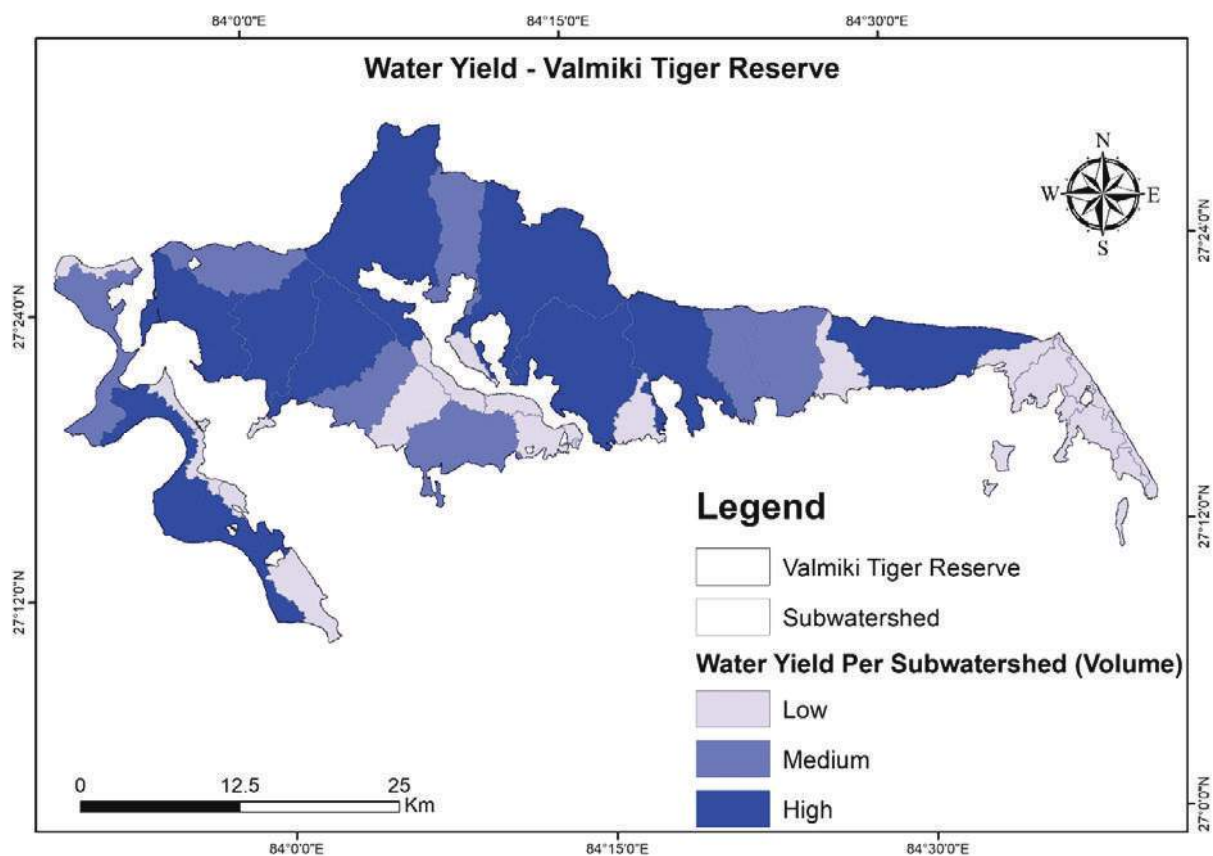 84°0'0"E 84°15'0"E 84°30'0"E
Water Yield - Valmiki Tiger Reserve
N
W E
S
27°24'0"N
27°24'0"N
Legend
27°12'0"N
Valmiki Tiger Reserve
27°12'0"N
Subwatershed
Water Yield Per Subwatershed (Volume)
Low
Medium
0 12.5 25
Km
High
27°0'0"N
84°0'0"E 84°15'0"E 84°30'0"E